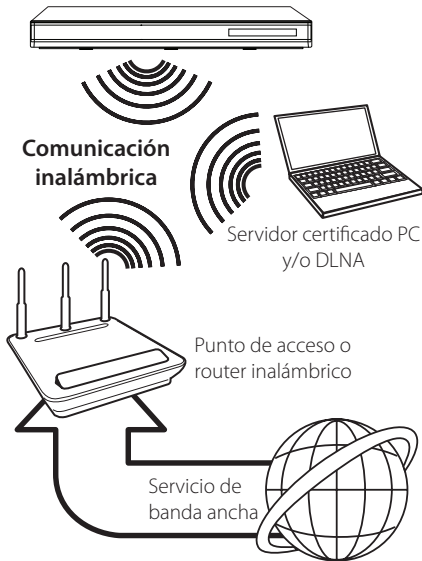 Comunicación
inalámbrica
Servidor certificado PC
y/o DLNA
Punto de acceso o
router inalámbrico
Servicio de
banda ancha